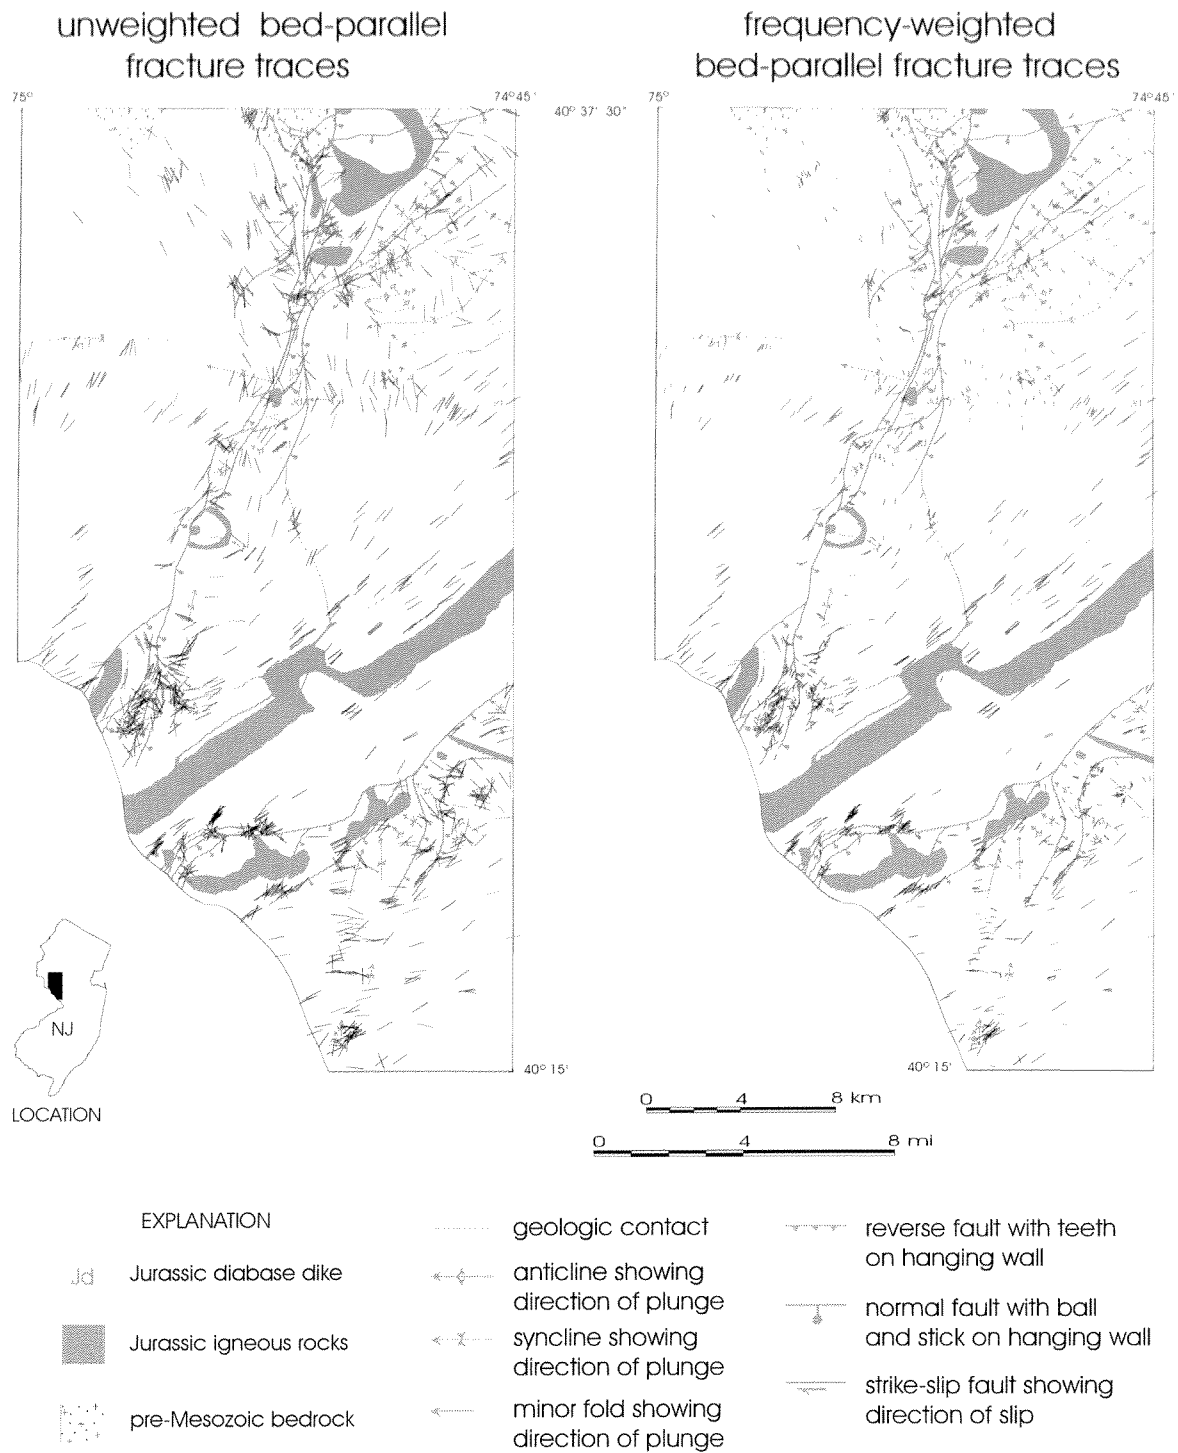 unweighted bed-parallel
fracture traces
frequency-weighted
bed-parallel fracture traces
75°
74° 45'
40° 37' 30"
75°
74° 45'
40° 15'
40° 15'
NJ
LOCATION
0 4 8 km
0 4 8 mi
EXPLANATION
Jd Jurassic diabase dike
Jurassic igneous rocks
pre-Mesozoic bedrock
geologic contact
anticline showing
direction of plunge
syncline showing
direction of plunge
minor fold showing
direction of plunge
reverse fault with teeth
on hanging wall
normal fault with ball
and stick on hanging wall
strike-slip fault showing
direction of slip